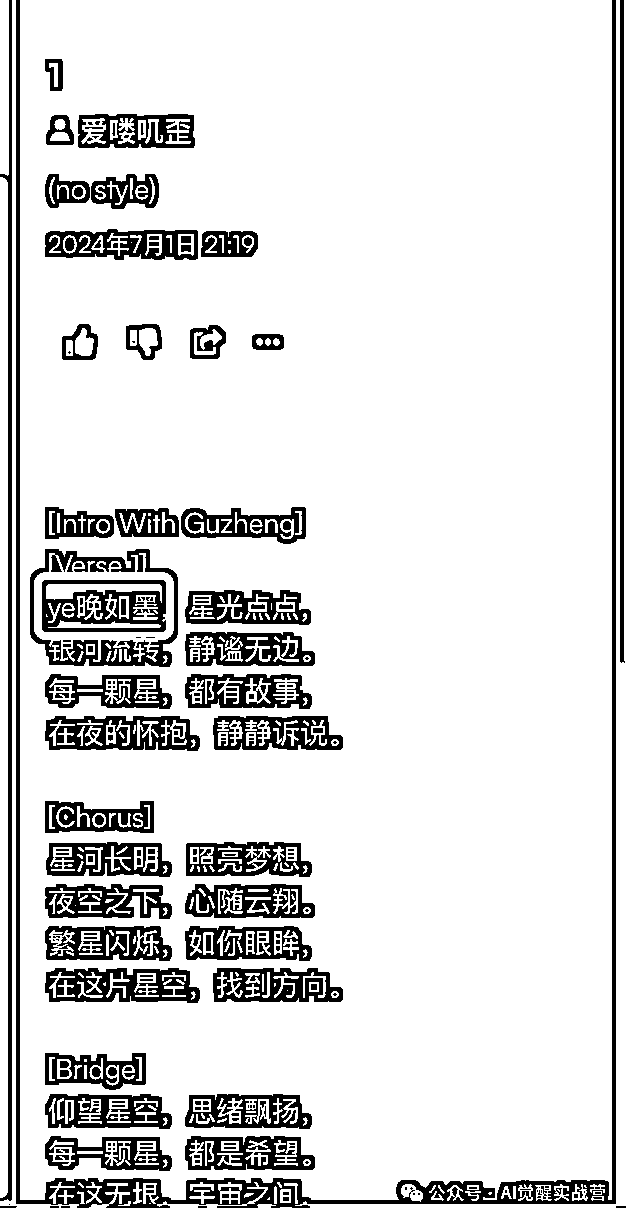 1
爱喽叽歪
(no style)
2024年7月1日 21:19
[Intro With Guzheng]
[Verse 1]
ye晚如墨，星光点点，
银河流转，静谧无边。
每一颗星，都有故事，
在夜的怀抱，静静诉说。
[Chorus]
星河长明，照亮梦想，
夜空之下，心随云翔。
繁星闪烁，如你眼眸，
在这片星空，找到方向。
[Bridge]
仰望星空，思绪飘扬，
每一颗星，都是希望。
在这无垠，宇宙之间，
公众号·AI觉醒实战营